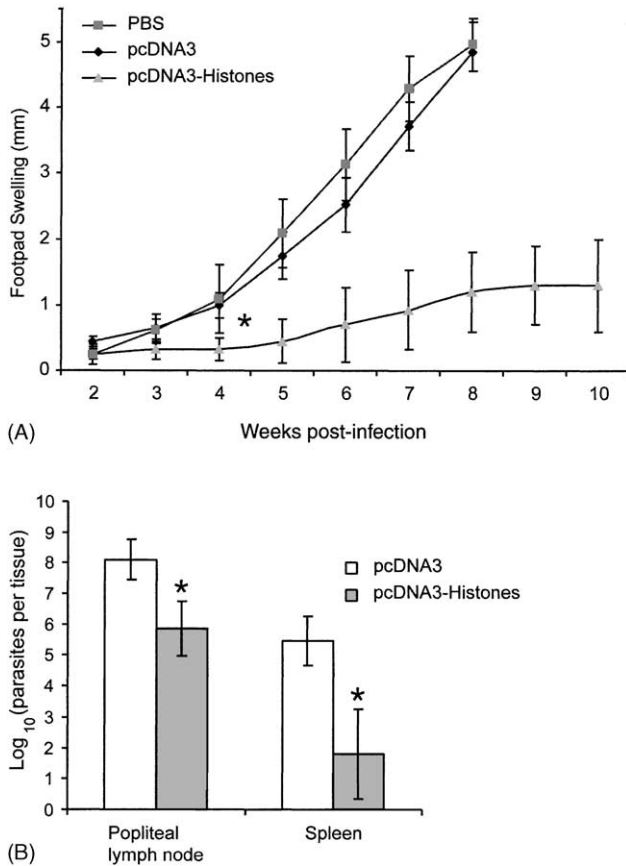 PBS
pcDNA3
pcDNA3-Histones
Footpad Swelling (mm)
5
4
3
2
1
0
*
2 3 4 5 6 7 8 9 10
Weeks post-infection
(A)
Log10 (parasites per tissue)
10
9
8
7
6
5
4
3
2
1
0
pcDNA3
pcDNA3-Histones
*
*
Popliteal
lymph node
Spleen
(B)